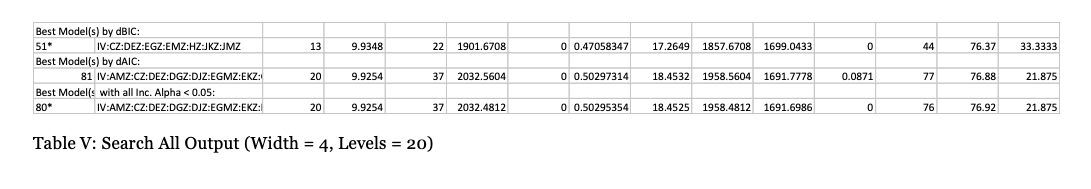 Best Model(s) by dBIC:
51* IV:CZ:DEZ:EGZ:EMZ:HZ:JKZ:JMZ 13 9.9348 22 1901.6708 0 0.47058347 17.2649 1857.6708 1699.0433 0 44 76.37 33.3333
Best Model(s) by dAIC:
81 IV:AMZ:CZ:DEZ:DGZ:DJZ:EGMZ:EKZ: 20 9.9254 37 2032.5604 0 0.50297314 18.4532 1958.5604 1691.7778 0.0871 77 76.88 21.875
Best Model(s with all Inc. Alpha < 0.05:
80* IV:AMZ:CZ:DEZ:DGZ:DJZ:EGMZ:EKZ:I 20 9.9254 37 2032.4812 0 0.50295354 18.4525 1958.4812 1691.6986 0 76 76.92 21.875
Table V: Search All Output (Width = 4, Levels = 20)